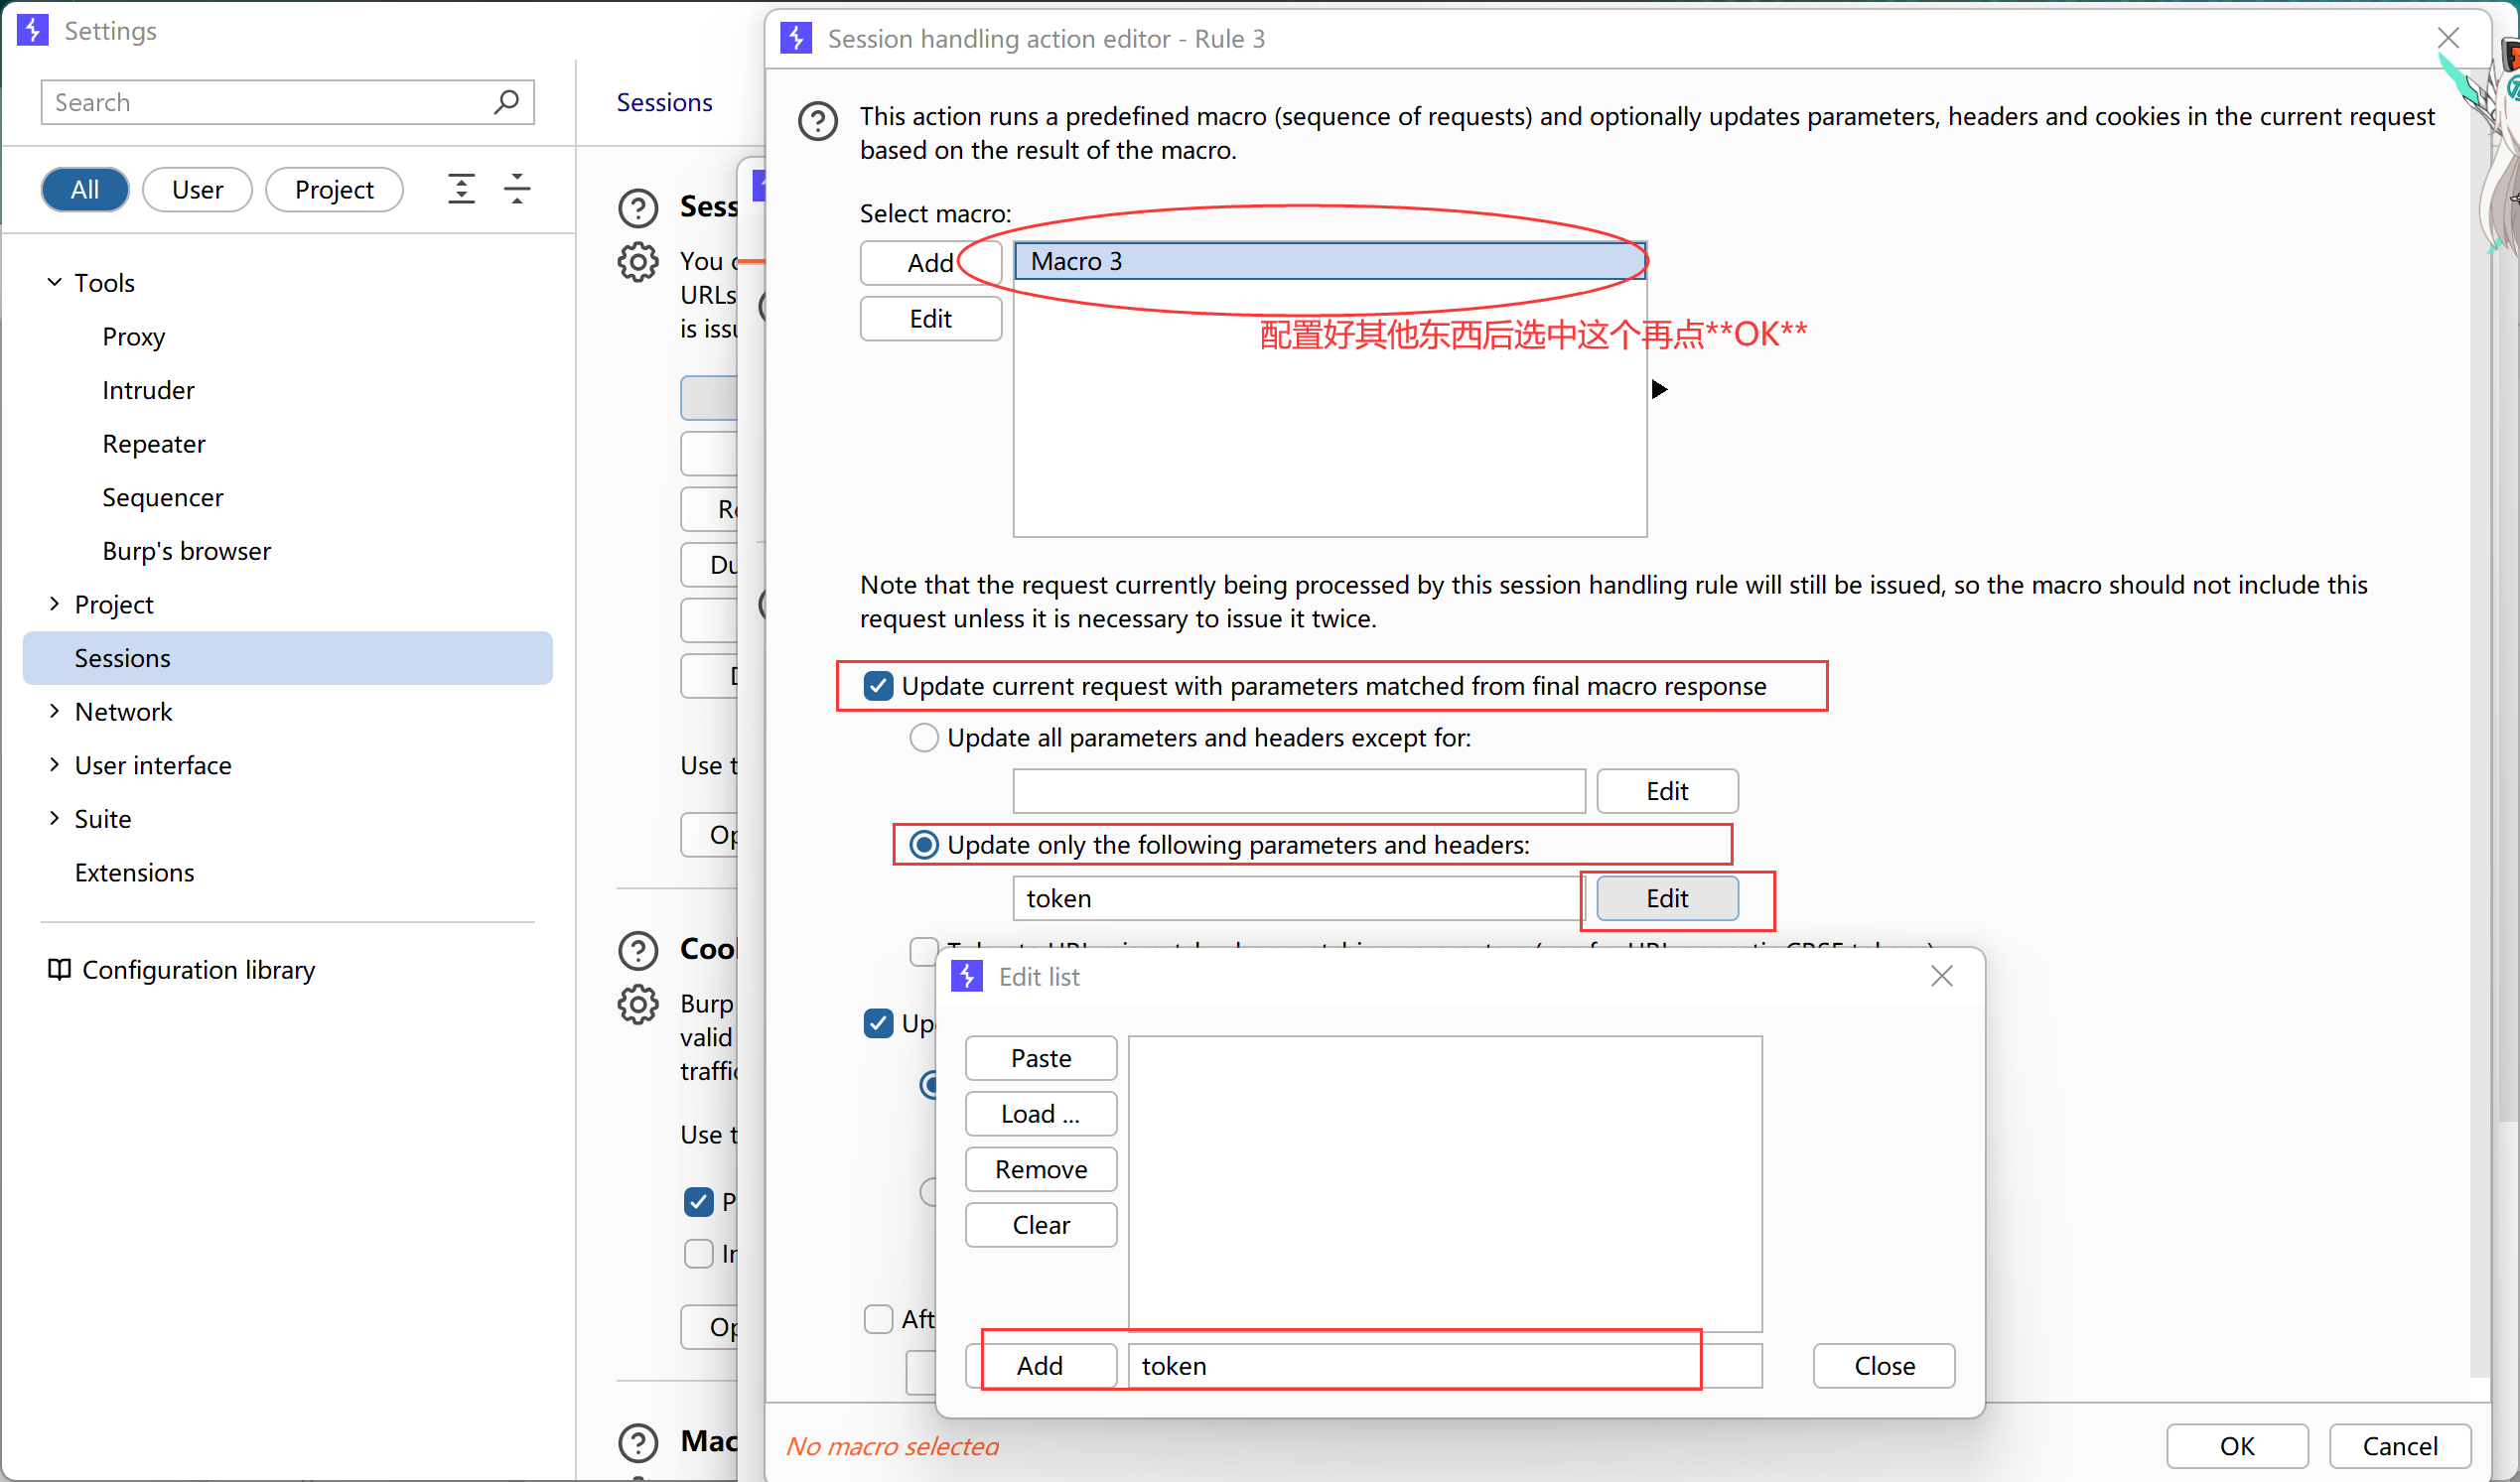 Settings
Search
All
User
Project
Tools
Proxy
Intruder
Repeater
Sequencer
Burp's browser
Project
Sessions
Network
User interface
Suite
Extensions
Configuration library
Sessions
Sess
You
URLs
is issu
Re
Du
Use t
Op
Cool
Burp
valid
traffic
Use t
P
Op
Mac
Session handling action editor - Rule 3
This action runs a predefined macro (sequence of requests) and optionally updates parameters, headers and cookies in the current request
based on the result of the macro.
Select macro:
Add
Macro 3
Edit
配置好其他东西后选中这个再点**OK**
Note that the request currently being processed by this session handling rule will still be issued, so the macro should not include this
request unless it is necessary to issue it twice.
Update current request with parameters matched from final macro response
Update all parameters and headers except for:
Edit
Update only the following parameters and headers:
token
Edit
Up
Aft
Edit list
Paste
Load ...
Remove
Clear
Add
token
Close
No macro selected
OK
Cancel